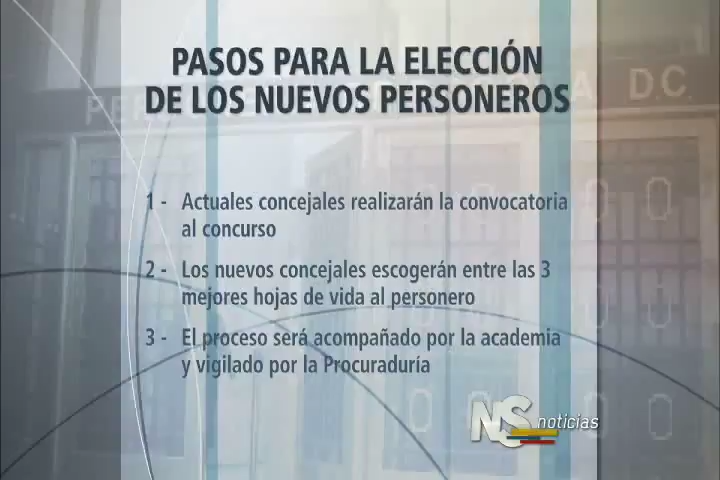 PASOS PARA LA ELECCIÓN
DE LOS NUEVOS PERSONEROS
D.C.
1 - Actuales concejales realizarán la convocatoria
al concurso
2 - Los nuevos concejales escogerán entre las 3
mejores hojas de vida al personero
3 - El proceso será acompañado por la academia
y vigilado por la Procuraduría
NS noticias